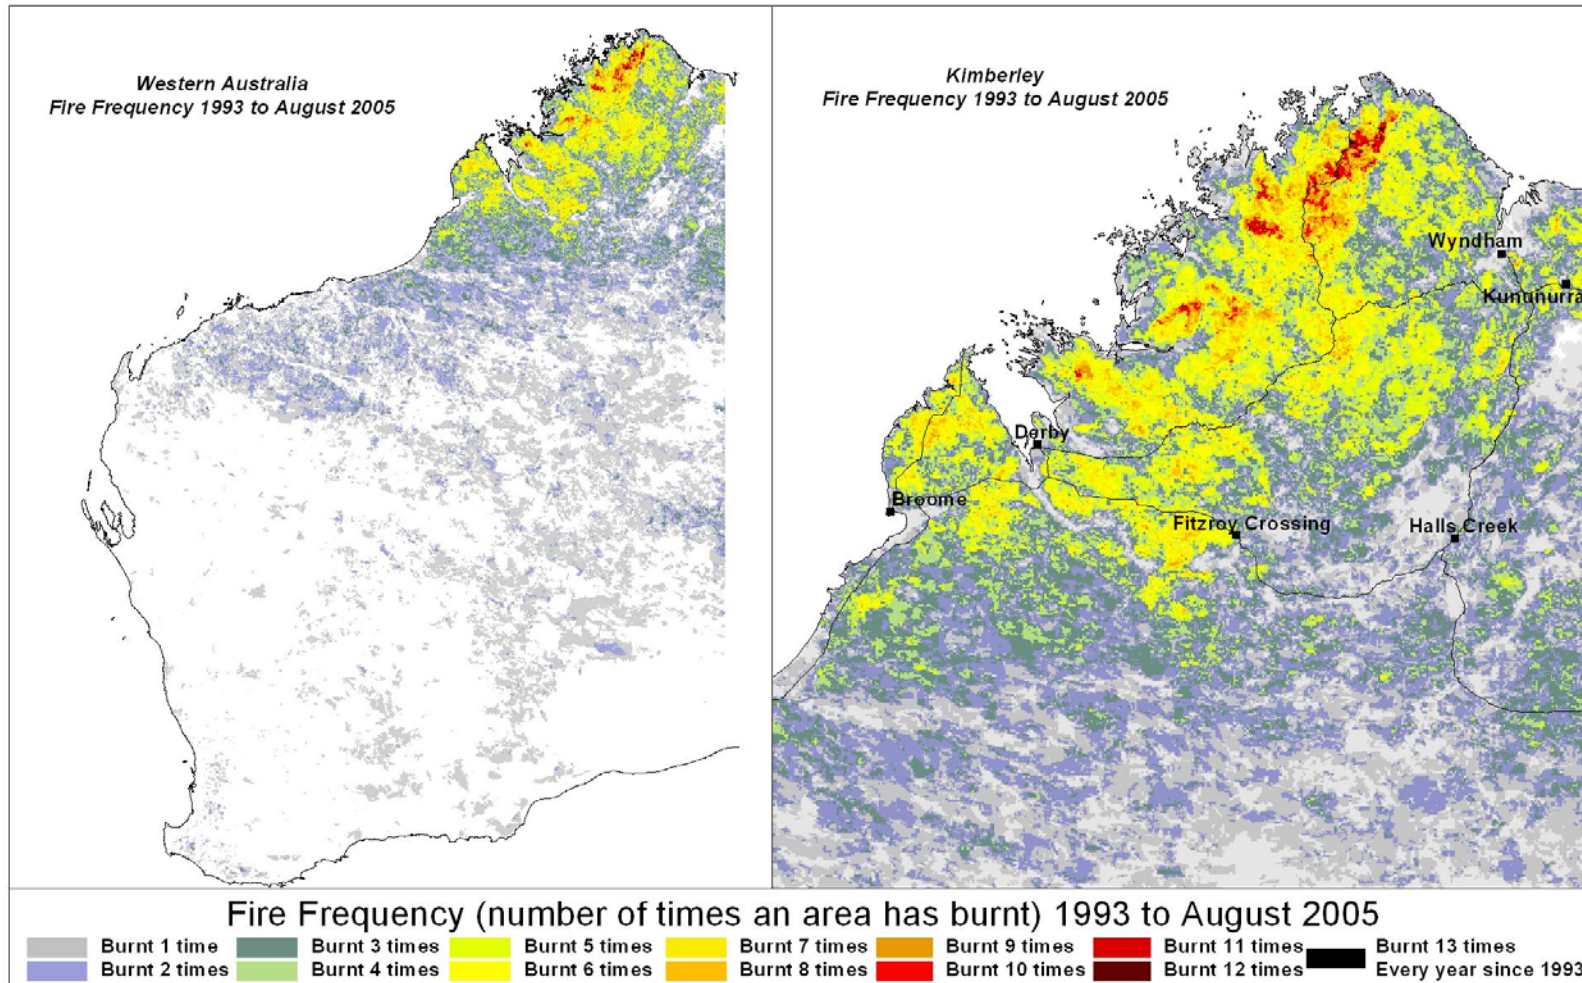 Western Australia
Fire Frequency 1993 to August 2005
Kimberley
Fire Frequency 1993 to August 2005
Wyndham
Kununurra
Derby
Broome
Fitzroy Crossing
Halls Creek
Fire Frequency (number of times an area has burnt) 1993 to August 2005
Burnt 1 time
Burnt 3 times
Burnt 5 times
Burnt 7 times
Burnt 9 times
Burnt 11 times
Burnt 13 times
Burnt 2 times
Burnt 4 times
Burnt 6 times
Burnt 8 times
Burnt 10 times
Burnt 12 times
Every year since 1993